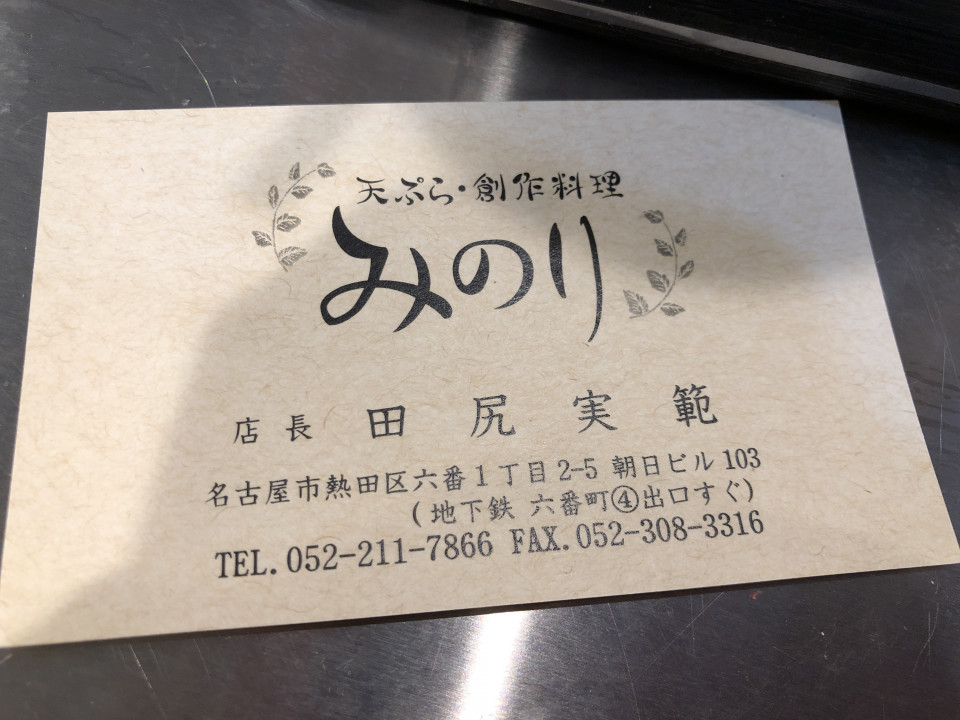 天ぷら・創作料理
みのり
店長 田尻実範
名古屋市熱田区六番1丁目2-5 朝日ビル103
(地下鉄 六番町④出口すぐ)
TEL.052-211-7866 FAX.052-308-3316